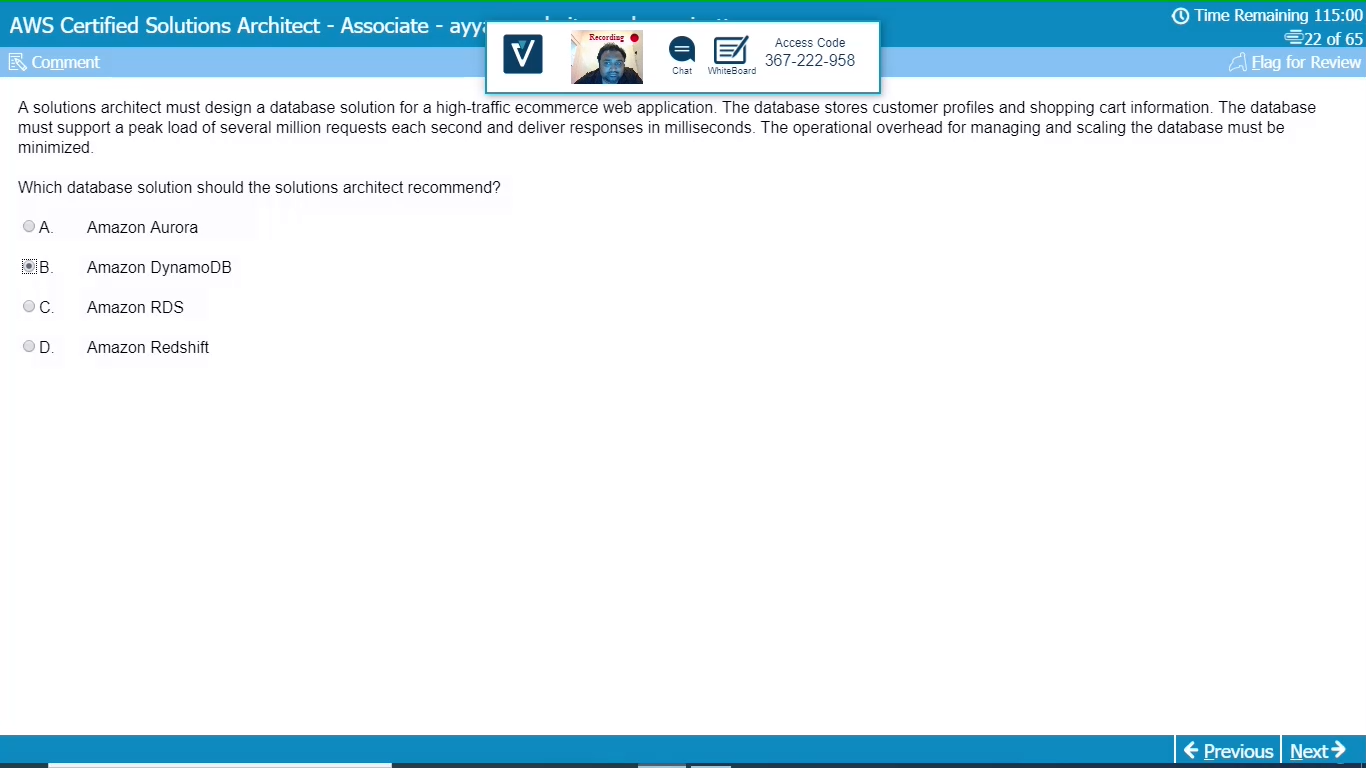 AWS Certified Solutions Architect - Associate - ayya
Time Remaining 115:00
22 of 65
Recording
Chat
WhiteBoard
Access Code
367-222-958
Comment
Flag for Review
A solutions architect must design a database solution for a high-traffic ecommerce web application. The database stores customer profiles and shopping cart information. The database
must support a peak load of several million requests each second and deliver responses in milliseconds. The operational overhead for managing and scaling the database must be
minimized.
Which database solution should the solutions architect recommend?
A. Amazon Aurora
B. Amazon DynamoDB
C. Amazon RDS
D. Amazon Redshift
Previous
Next